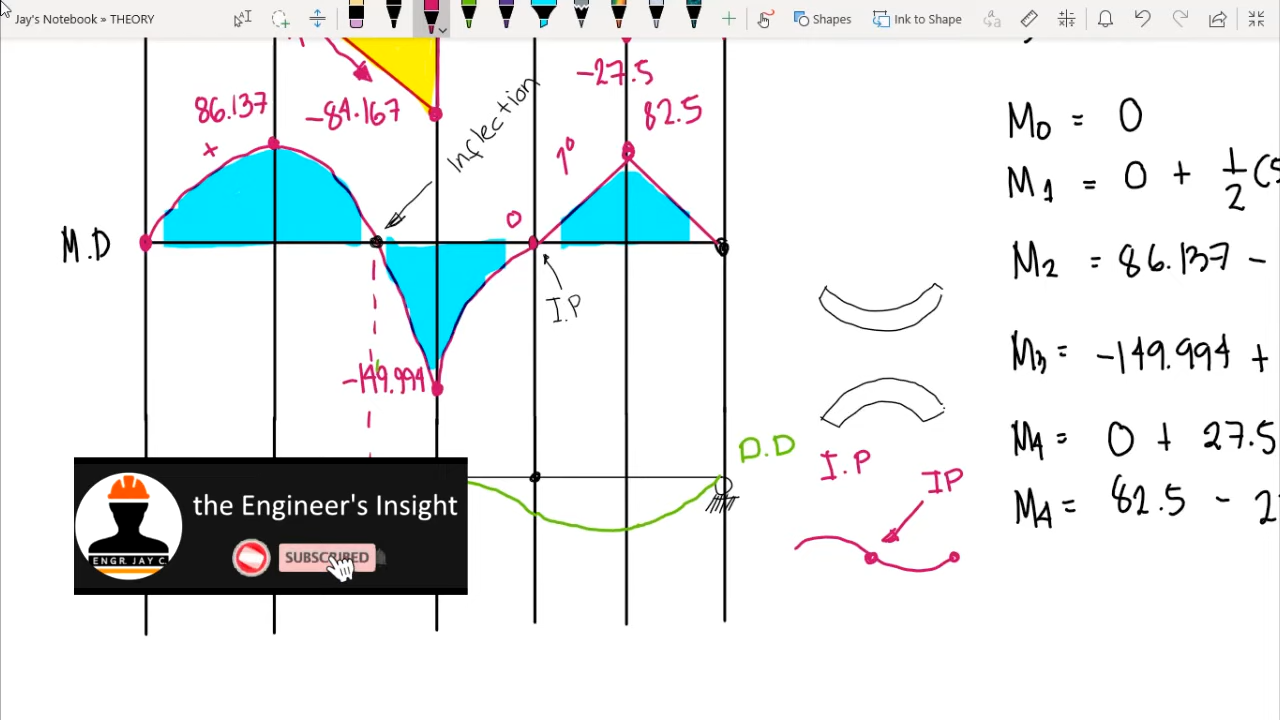 Jay's Notebook » THEORY
Shapes
Ink to Shape
86.137
+
-84.167
Inflection
-27.5
82.5
1°
0
M.D
I.P
-149.994
D.D
I.P
IP
M0 = 0
M1 = 0 + 1/2 (5
M2 = 86.137 -
M3 = -149.994 +
M4 = 0 + 27.5
M4 = 82.5 - 2
the Engineer's Insight
ENGR. JAY C.
SUBSCRIBED